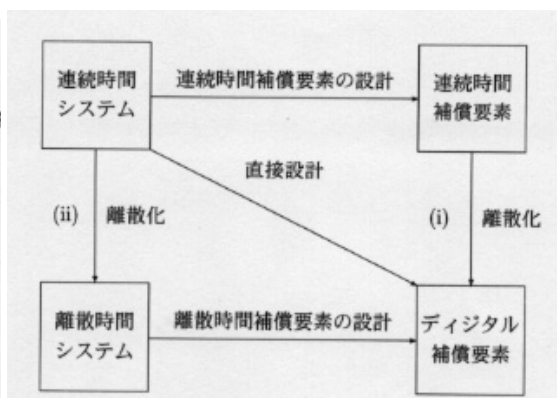 連続時間
システム
連続時間補償要素の設計
連続時間
補償要素
直接設計
(ii) 離散化
(i) 離散化
離散時間
システム
離散時間補償要素の設計
ディジタル
補償要素